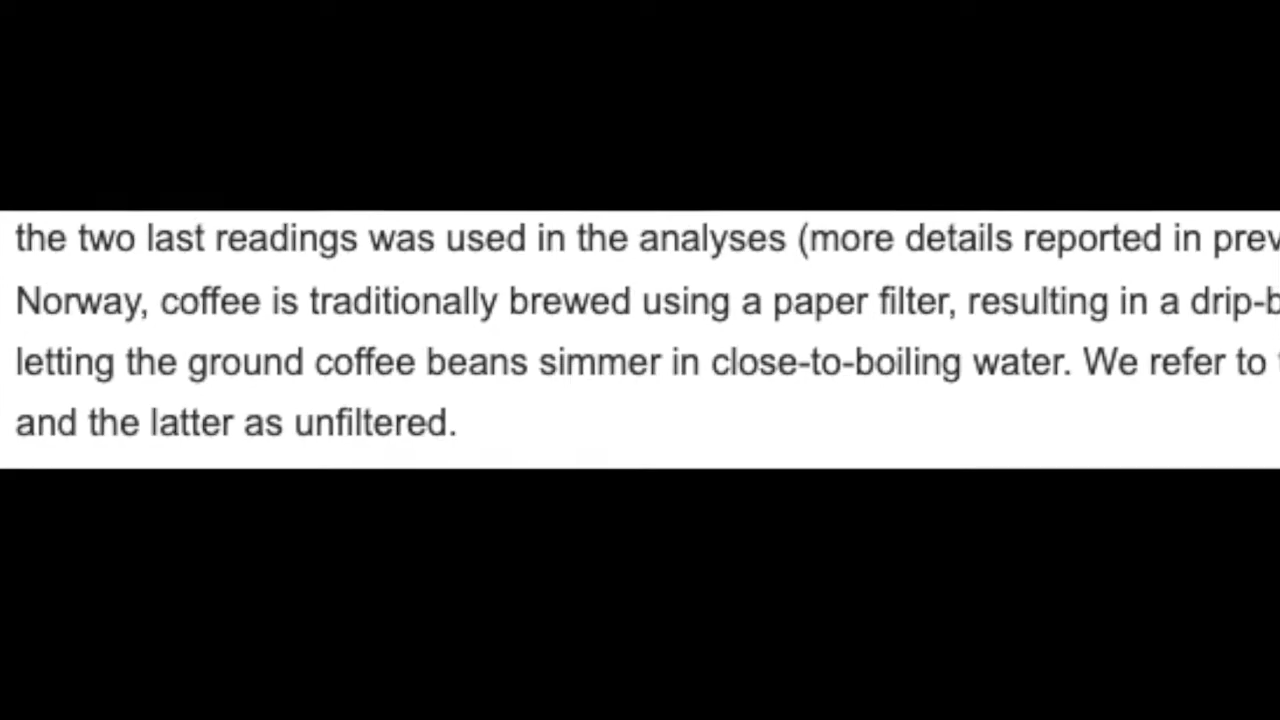 the two last readings was used in the analyses (more details reported in prev
Norway, coffee is traditionally brewed using a paper filter, resulting in a drip-b
letting the ground coffee beans simmer in close-to-boiling water. We refer to
and the latter as unfiltered.